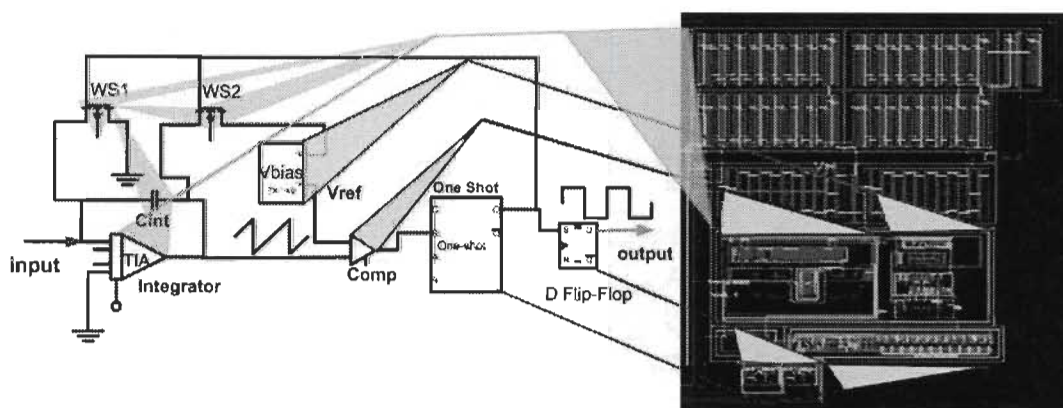 WS1
WS2
Vbias
Vref
One Shot
Cint
One-shot
output
input
TIA
Integrator
Comp
D Flip-Flop